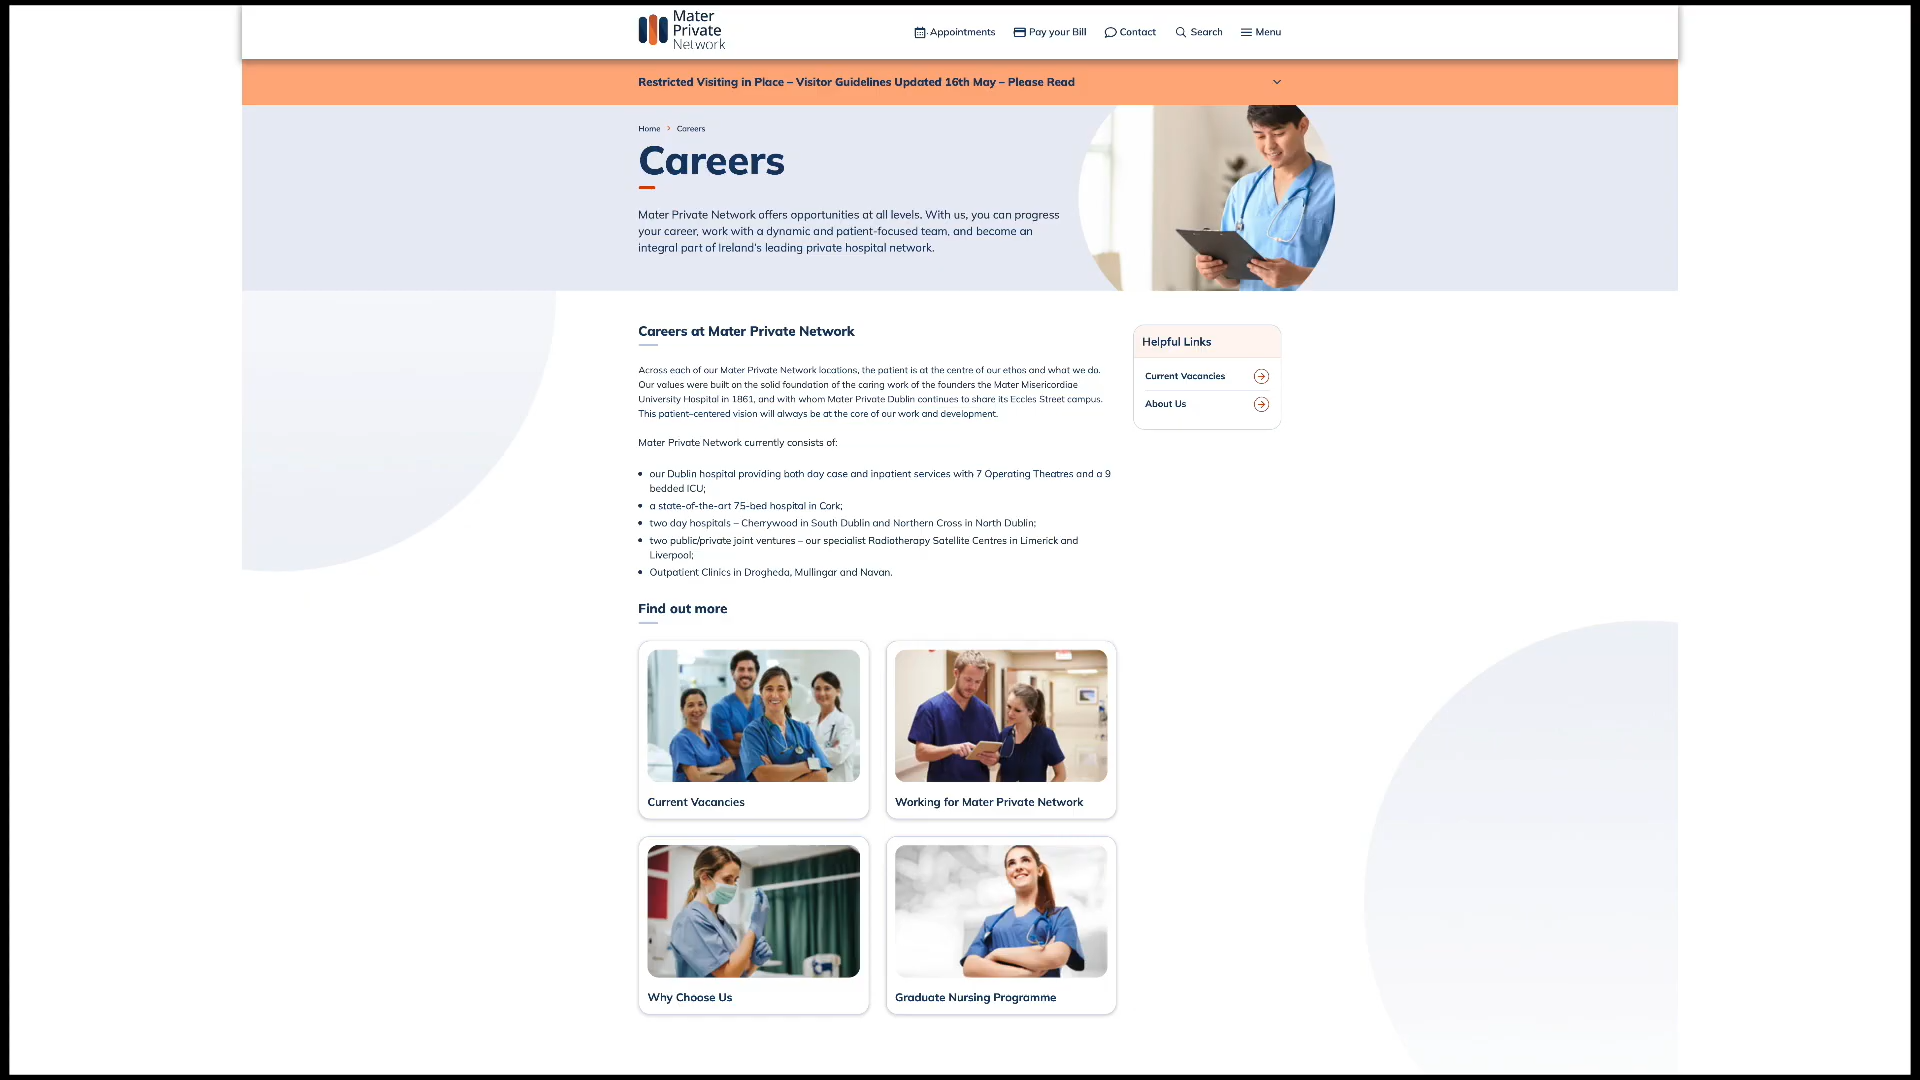 Mater
Private
Network
Appointments
Pay your Bill
Contact
Search
Menu
Restricted Visiting in Place – Visitor Guidelines Updated 16th May – Please Read
Home
Careers
Careers
Mater Private Network offers opportunities at all levels. With us, you can progress
your career, work with a dynamic and patient-focused team, and become an
integral part of Ireland's leading private hospital network.
Careers at Mater Private Network
Across each of our Mater Private Network locations, the patient is at the centre of our ethos and what we do.
Our values were built on the solid foundation of the caring work of the founders the Mater Misericordiae
University Hospital in 1861, and with whom Mater Private Dublin continues to share its Eccles Street campus.
This patient-centered vision will always be at the core of our work and development.
Mater Private Network currently consists of:
our Dublin hospital providing both day case and inpatient services with 7 Operating Theatres and a 9
bedded ICU;
a state-of-the-art 75-bed hospital in Cork;
two day hospitals – Cherrywood in South Dublin and Northern Cross in North Dublin;
two public/private joint ventures – our specialist Radiotherapy Satellite Centres in Limerick and
Liverpool;
Outpatient Clinics in Drogheda, Mullingar and Navan.
Helpful Links
Current Vacancies
About Us
Find out more
Current Vacancies
Working for Mater Private Network
Why Choose Us
Graduate Nursing Programme